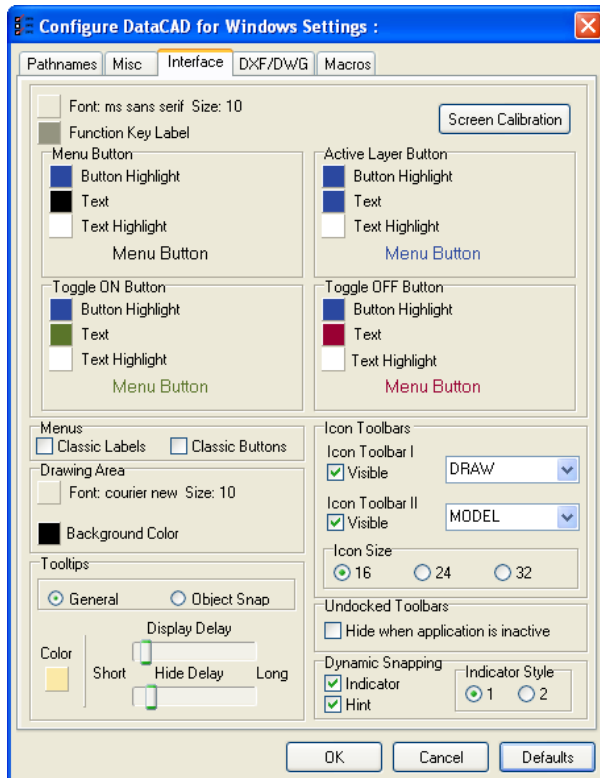 Configure DataCAD for Windows Settings :
Pathnames Misc Interface DXF/DWG Macros
Font: ms sans serif Size: 10
Function Key Label
Screen Calibration
Menu Button
Button Highlight
Text
Text Highlight
Menu Button
Active Layer Button
Button Highlight
Text
Text Highlight
Menu Button
Toggle ON Button
Button Highlight
Text
Text Highlight
Menu Button
Toggle OFF Button
Button Highlight
Text
Text Highlight
Menu Button
Menus
Classic Labels Classic Buttons
Drawing Area
Font: courier new Size: 10
Background Color
Tooltips
General Object Snap
Display Delay
Color
Short Hide Delay Long
Icon Toolbars
Icon Toolbar I
Visible DRAW
Icon Toolbar II
Visible MODEL
Icon Size
16 24 32
Undocked Toolbars
Hide when application is inactive
Dynamic Snapping
Indicator
Hint
Indicator Style
1 2
OK Cancel Defaults